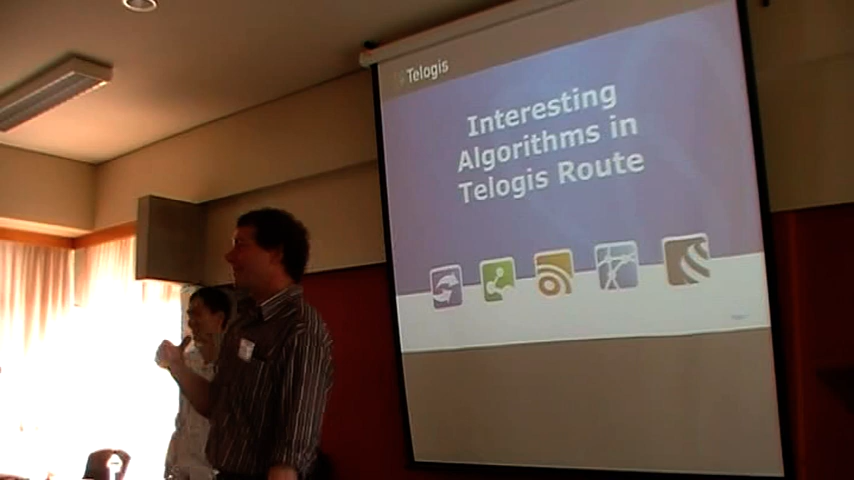 Telogis
Interesting
Algorithms in
Telogis Route